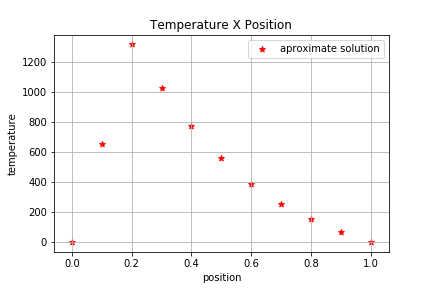 Temperature X Position
aproximate solution
temperature
1200
1000
800
600
400
200
0
0.0 0.2 0.4 0.6 0.8 1.0
position